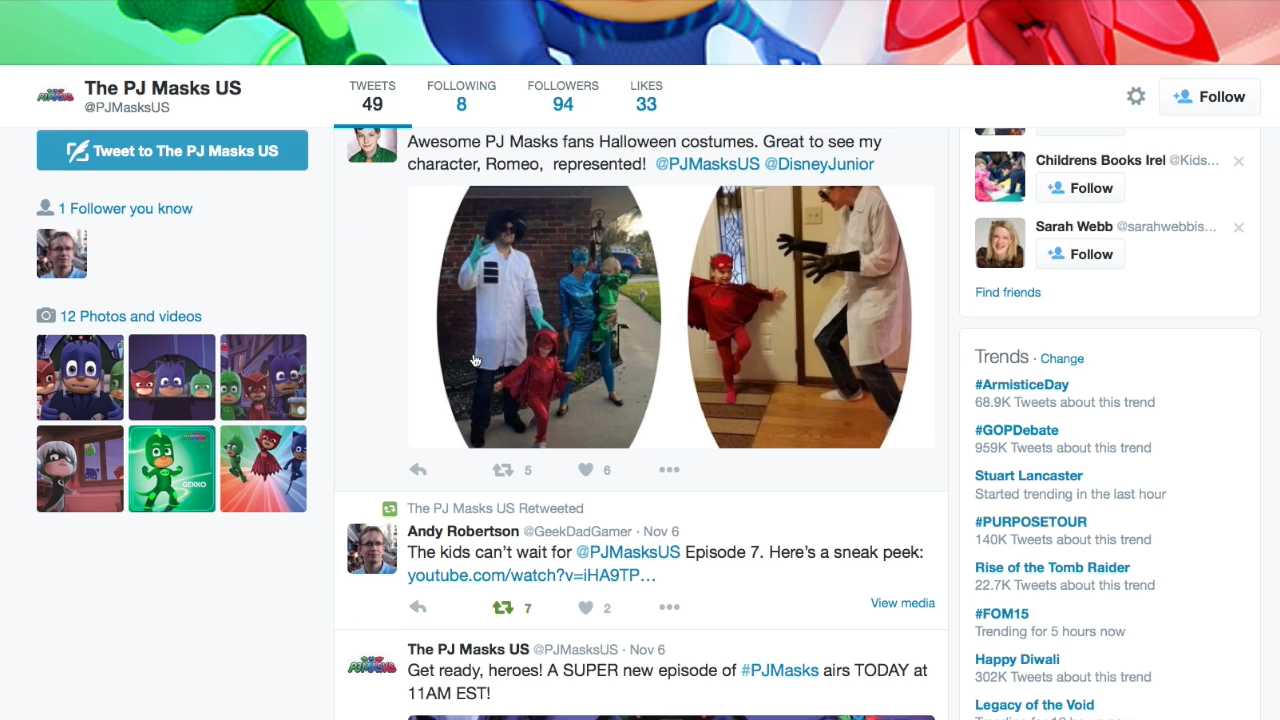 The PJ Masks US
@PJMasksUS
TWEETS
49
FOLLOWING
8
FOLLOWERS
94
LIKES
33
Follow
Tweet to The PJ Masks US
1 Follower you know
12 Photos and videos
GEKKO
Awesome PJ Masks fans Halloween costumes. Great to see my
character, Romeo, represented! @PJMasksUS @DisneyJunior
5
6
The PJ Masks US Retweeted
Andy Robertson @GeekDadGamer · Nov 6
The kids can't wait for @PJMasksUS Episode 7. Here's a sneak peek:
youtube.com/watch?v=iHA9TP…
7
2
View media
The PJ Masks US @PJMasksUS · Nov 6
Get ready, heroes! A SUPER new episode of #PJMasks airs TODAY at
11AM EST!
Childrens Books Irel @Kids...
Follow
Sarah Webb @sarahwebbis...
Follow
Find friends
Trends · Change
#ArmisticeDay
68.9K Tweets about this trend
#GOPDebate
959K Tweets about this trend
Stuart Lancaster
Started trending in the last hour
#PURPOSETOUR
140K Tweets about this trend
Rise of the Tomb Raider
22.7K Tweets about this trend
#FOM15
Trending for 5 hours now
Happy Diwali
302K Tweets about this trend
Legacy of the Void